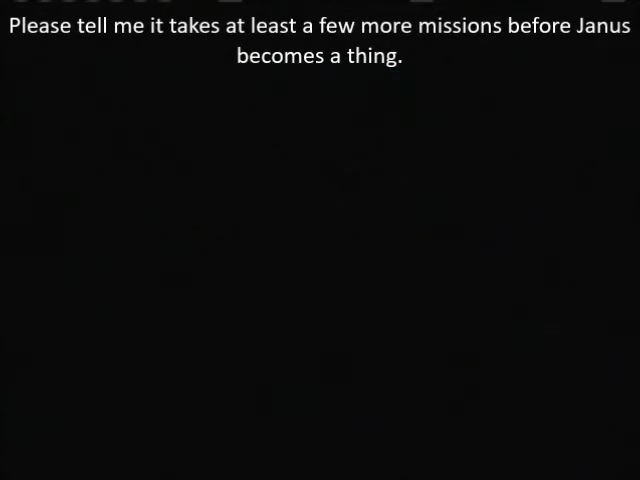 Please tell me it takes at least a few more missions before Janus
becomes a thing.